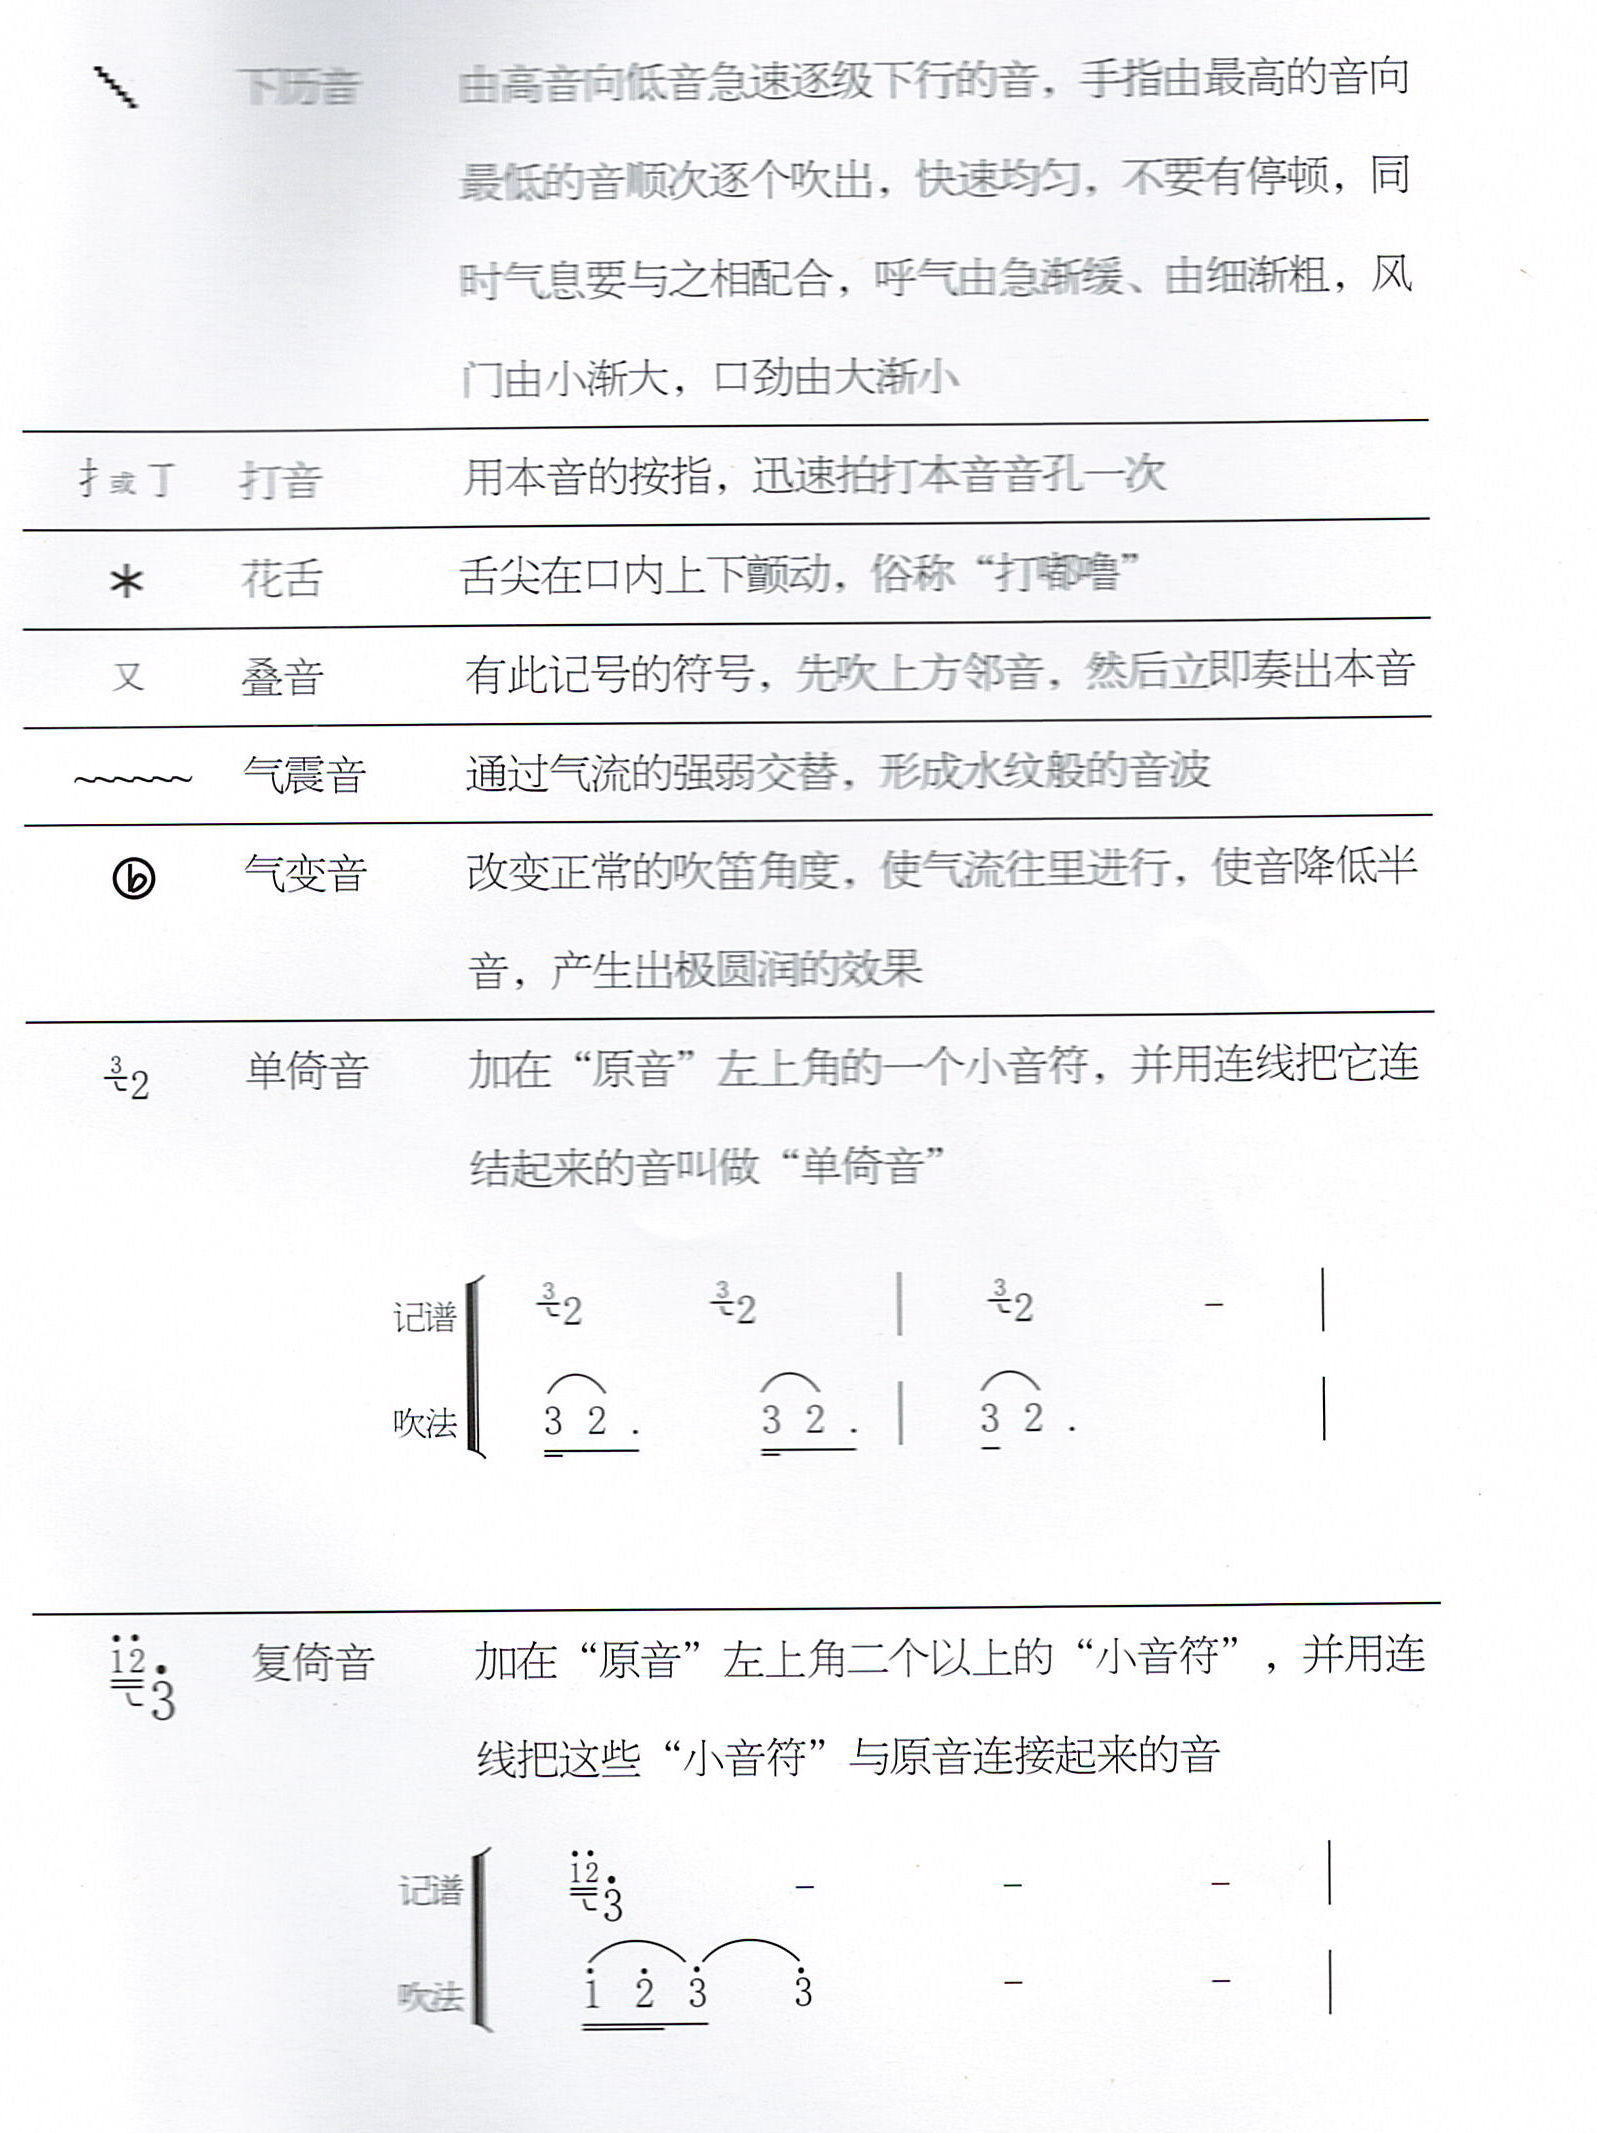 下历音 由高音向低音急速逐级下行的音，手指由最高的音向
最低的音顺次逐个吹出，快速均匀，不要有停顿，同
时气息要与之相配合，呼气由急渐缓、由细渐粗，风
门由小渐大，口劲由大渐小
扌或丁 打音 用本音的按指，迅速拍打本音音孔一次
＊ 花舌 舌尖在口内上下颤动，俗称“打嘟噜”
又 叠音 有此记号的符号，先吹上方邻音，然后立即奏出本音
气震音 通过气流的强弱交替，形成水纹般的音波
ⓑ 气变音 改变正常的吹笛角度，使气流往里进行，使音降低半
音，产生出极圆润的效果
3 2 单倚音 加在“原音”左上角的一个小音符，并用连线把它连
结起来的音叫做“单倚音”
记谱 3 2 3 2 | 3 2 - |
吹法 3 2 . 3 2 . | 3 2 . |
12 3 复倚音 加在“原音”左上角二个以上的“小音符”，并用连
线把这些“小音符”与原音连接起来的音
记谱 12 3 - - - |
吹法 1 2 3 3 - - |